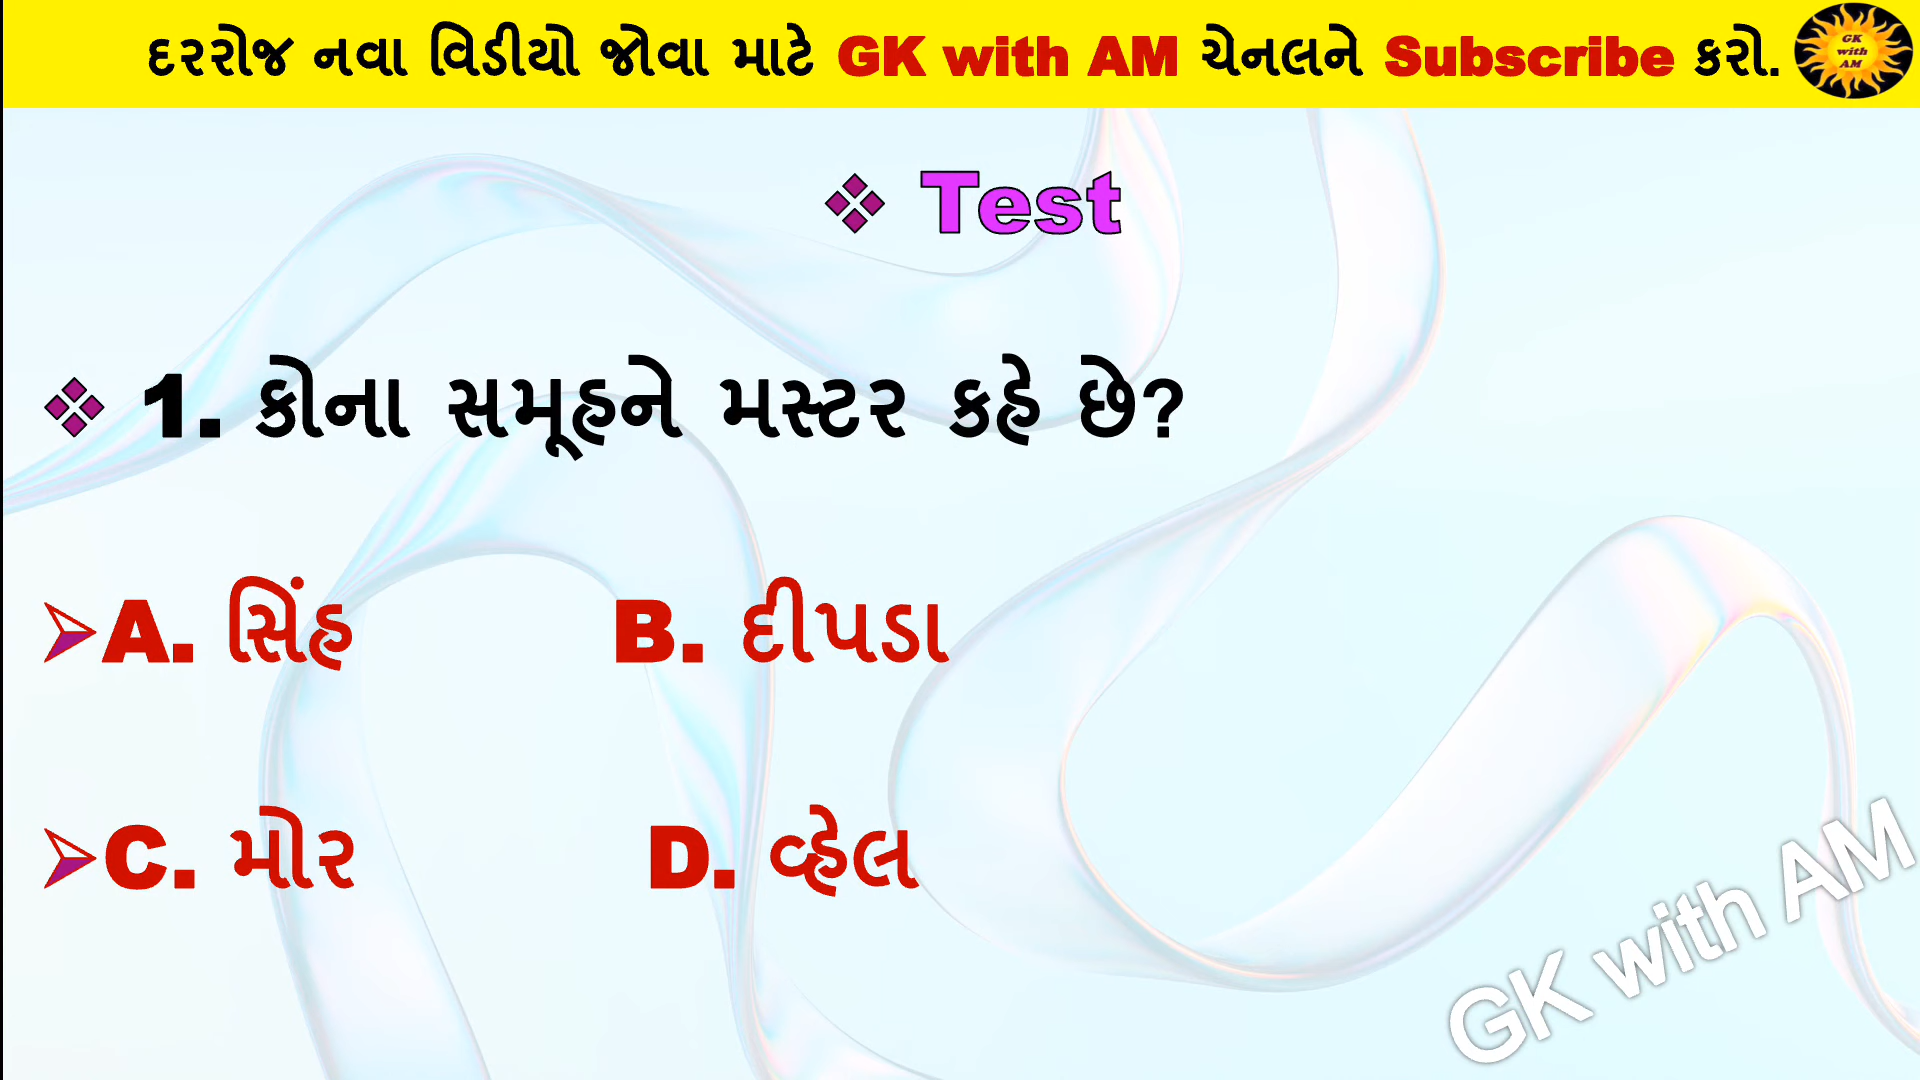 દરરોજ નવા વિડીયો જોવા માટે GK with AM ચેનલને Subscribe કરો.
GK
with
AM
❖ Test
❖ 1. કોના સમૂહને મસ્ટર કહે છે?
➢A. સિંહ B. દીપડા
➢C. મોર D. વ્હેલ
GK with AM